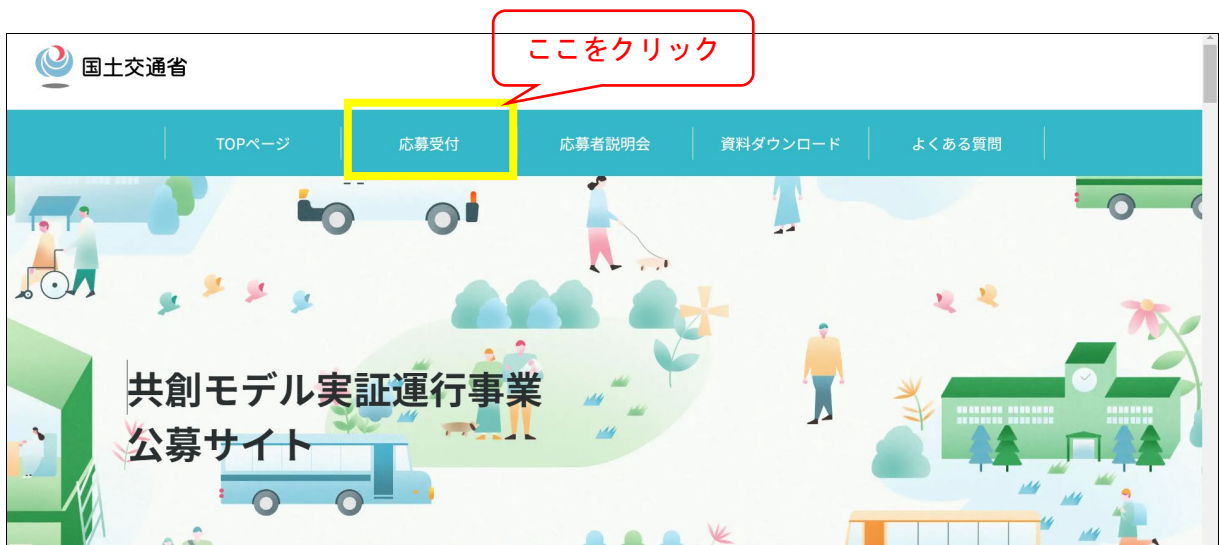 ここをクリック
国土交通省
TOPページ
応募受付
応募者説明会
資料ダウンロード
よくある質問
共創モデル実証運行事業
公募サイト